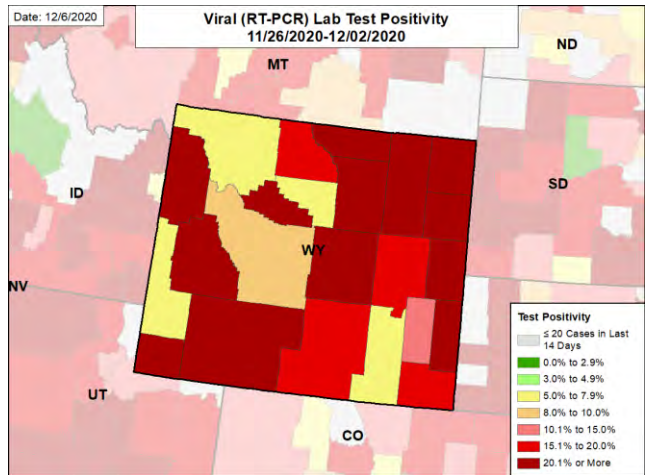 Date: 12/6/2020
Viral (RT-PCR) Lab Test Positivity
11/26/2020-12/02/2020
ND
MT
ID
SD
WY
NV
UT
CO
Test Positivity
≤ 20 Cases in Last
14 Days
0.0% to 2.9%
3.0% to 4.9%
5.0% to 7.9%
8.0% to 10.0%
10.1% to 15.0%
15.1% to 20.0%
20.1% or More